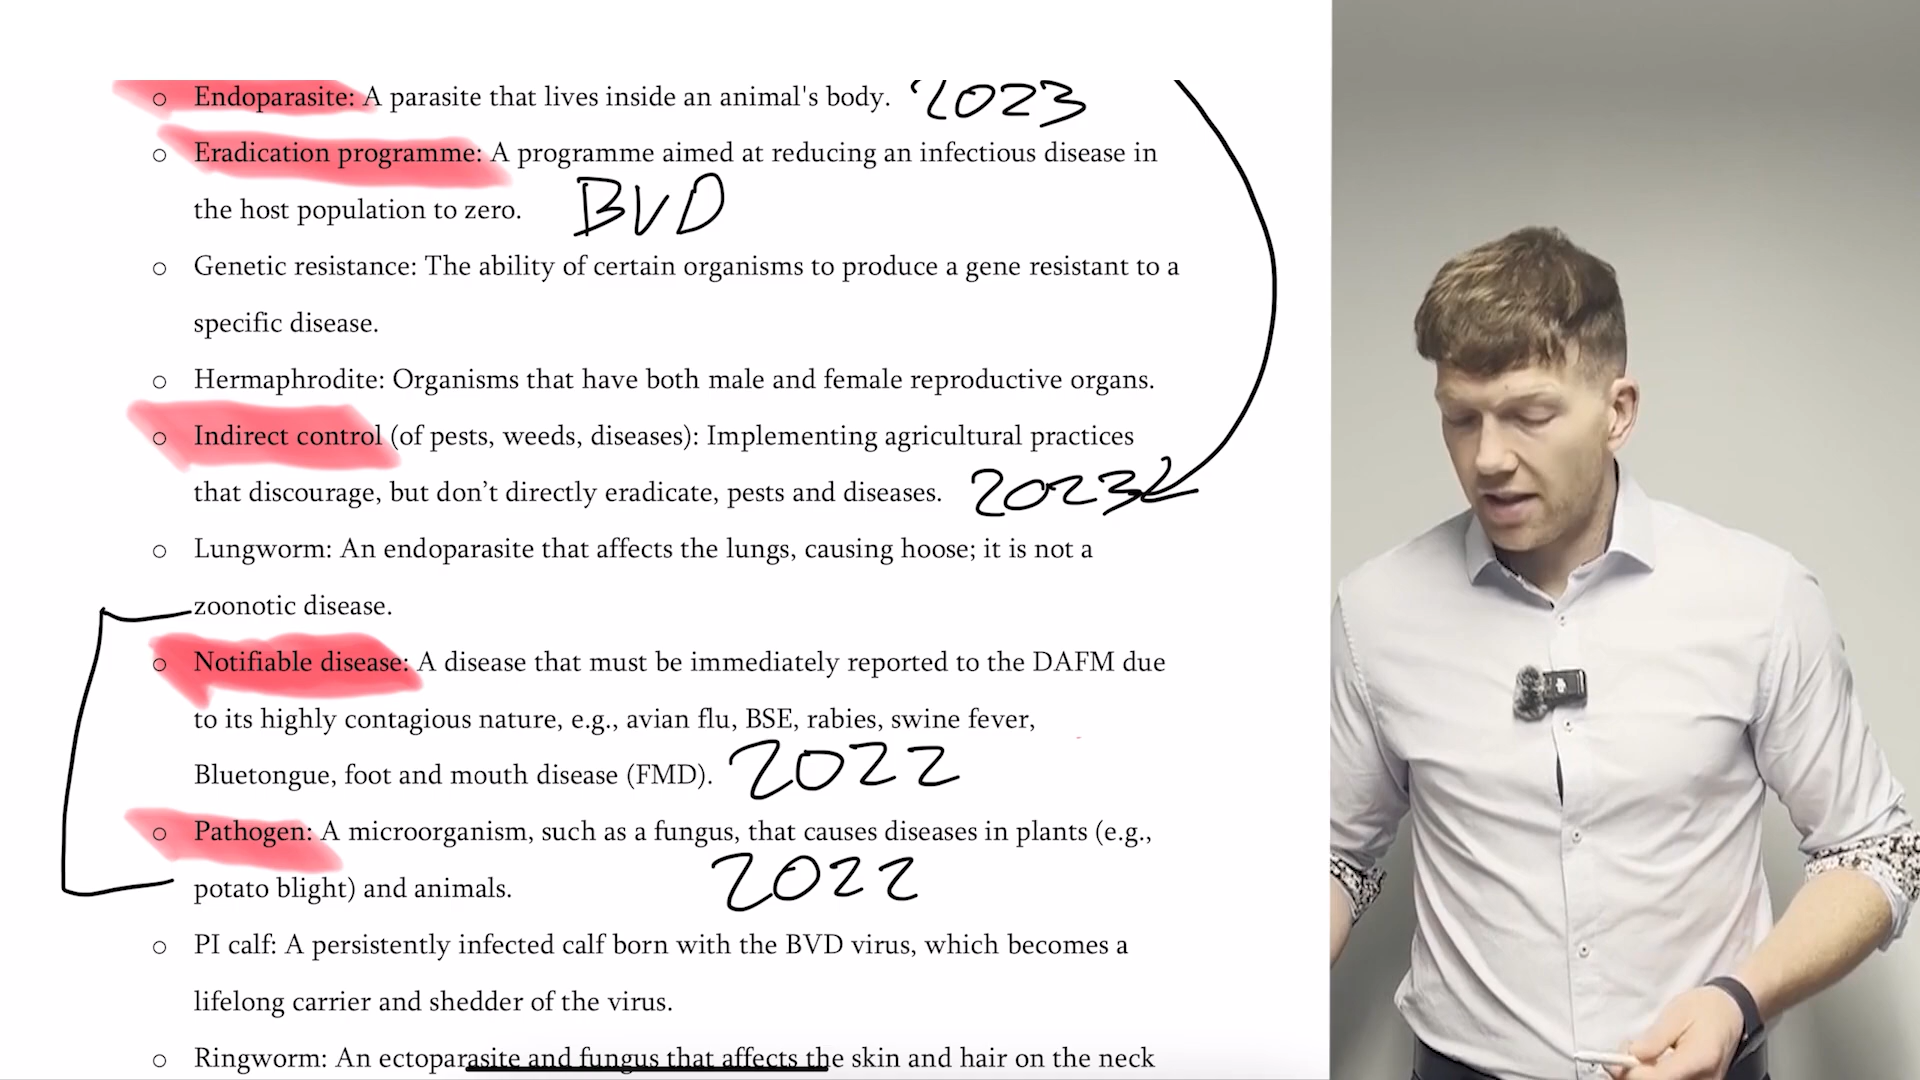 ○ Endoparasite: A parasite that lives inside an animal's body. 2023
○ Eradication programme: A programme aimed at reducing an infectious disease in
the host population to zero. BVD
○ Genetic resistance: The ability of certain organisms to produce a gene resistant to a
specific disease.
○ Hermaphrodite: Organisms that have both male and female reproductive organs.
○ Indirect control (of pests, weeds, diseases): Implementing agricultural practices
that discourage, but don’t directly eradicate, pests and diseases. 2023
○ Lungworm: An endoparasite that affects the lungs, causing hoose; it is not a
zoonotic disease.
○ Notifiable disease: A disease that must be immediately reported to the DAFM due
to its highly contagious nature, e.g., avian flu, BSE, rabies, swine fever,
Bluetongue, foot and mouth disease (FMD). 2022
○ Pathogen: A microorganism, such as a fungus, that causes diseases in plants (e.g.,
potato blight) and animals. 2022
○ PI calf: A persistently infected calf born with the BVD virus, which becomes a
lifelong carrier and shedder of the virus.
○ Ringworm: An ectoparasite and fungus that affects the skin and hair on the neck